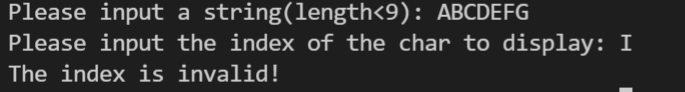 Please input a string(length<9): ABCDEFG
Please input the index of the char to display: I
The index is invalid!